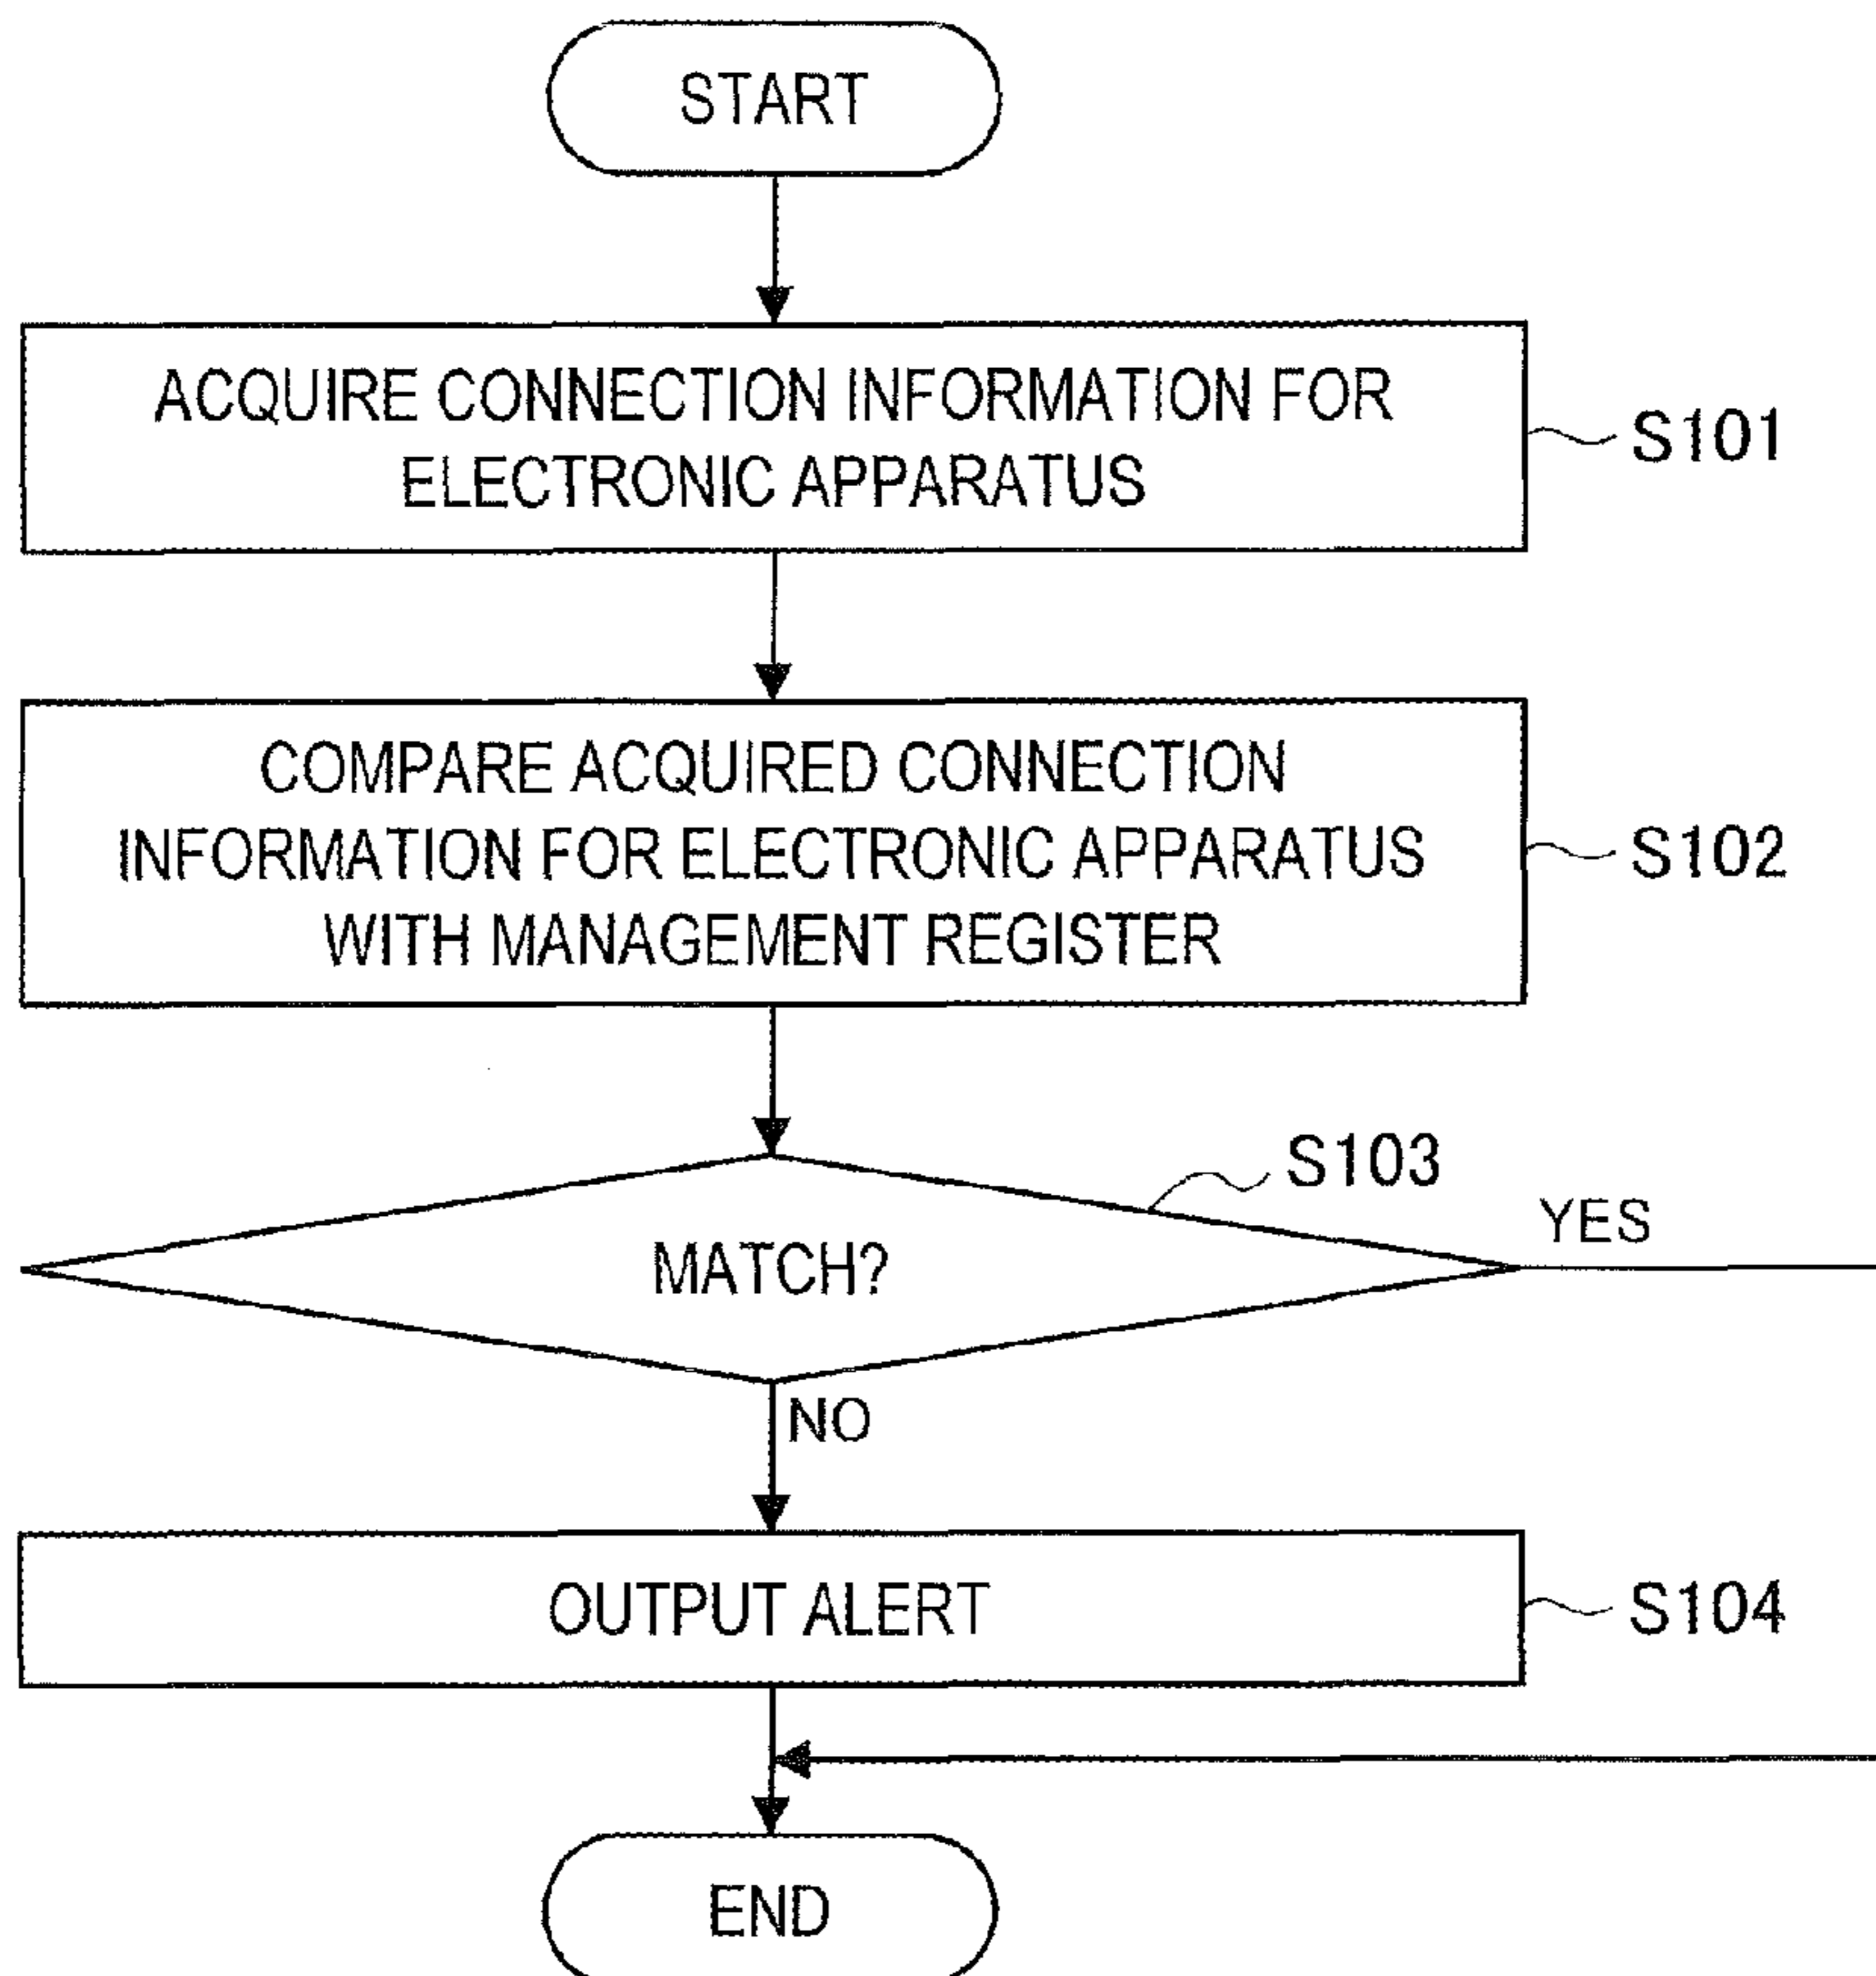 START
ACQUIRE CONNECTION INFORMATION FOR
ELECTRONIC APPARATUS
S101
COMPARE ACQUIRED CONNECTION
INFORMATION FOR ELECTRONIC APPARATUS
WITH MANAGEMENT REGISTER
S102
S103
YES
MATCH?
NO
OUTPUT ALERT
S104
END